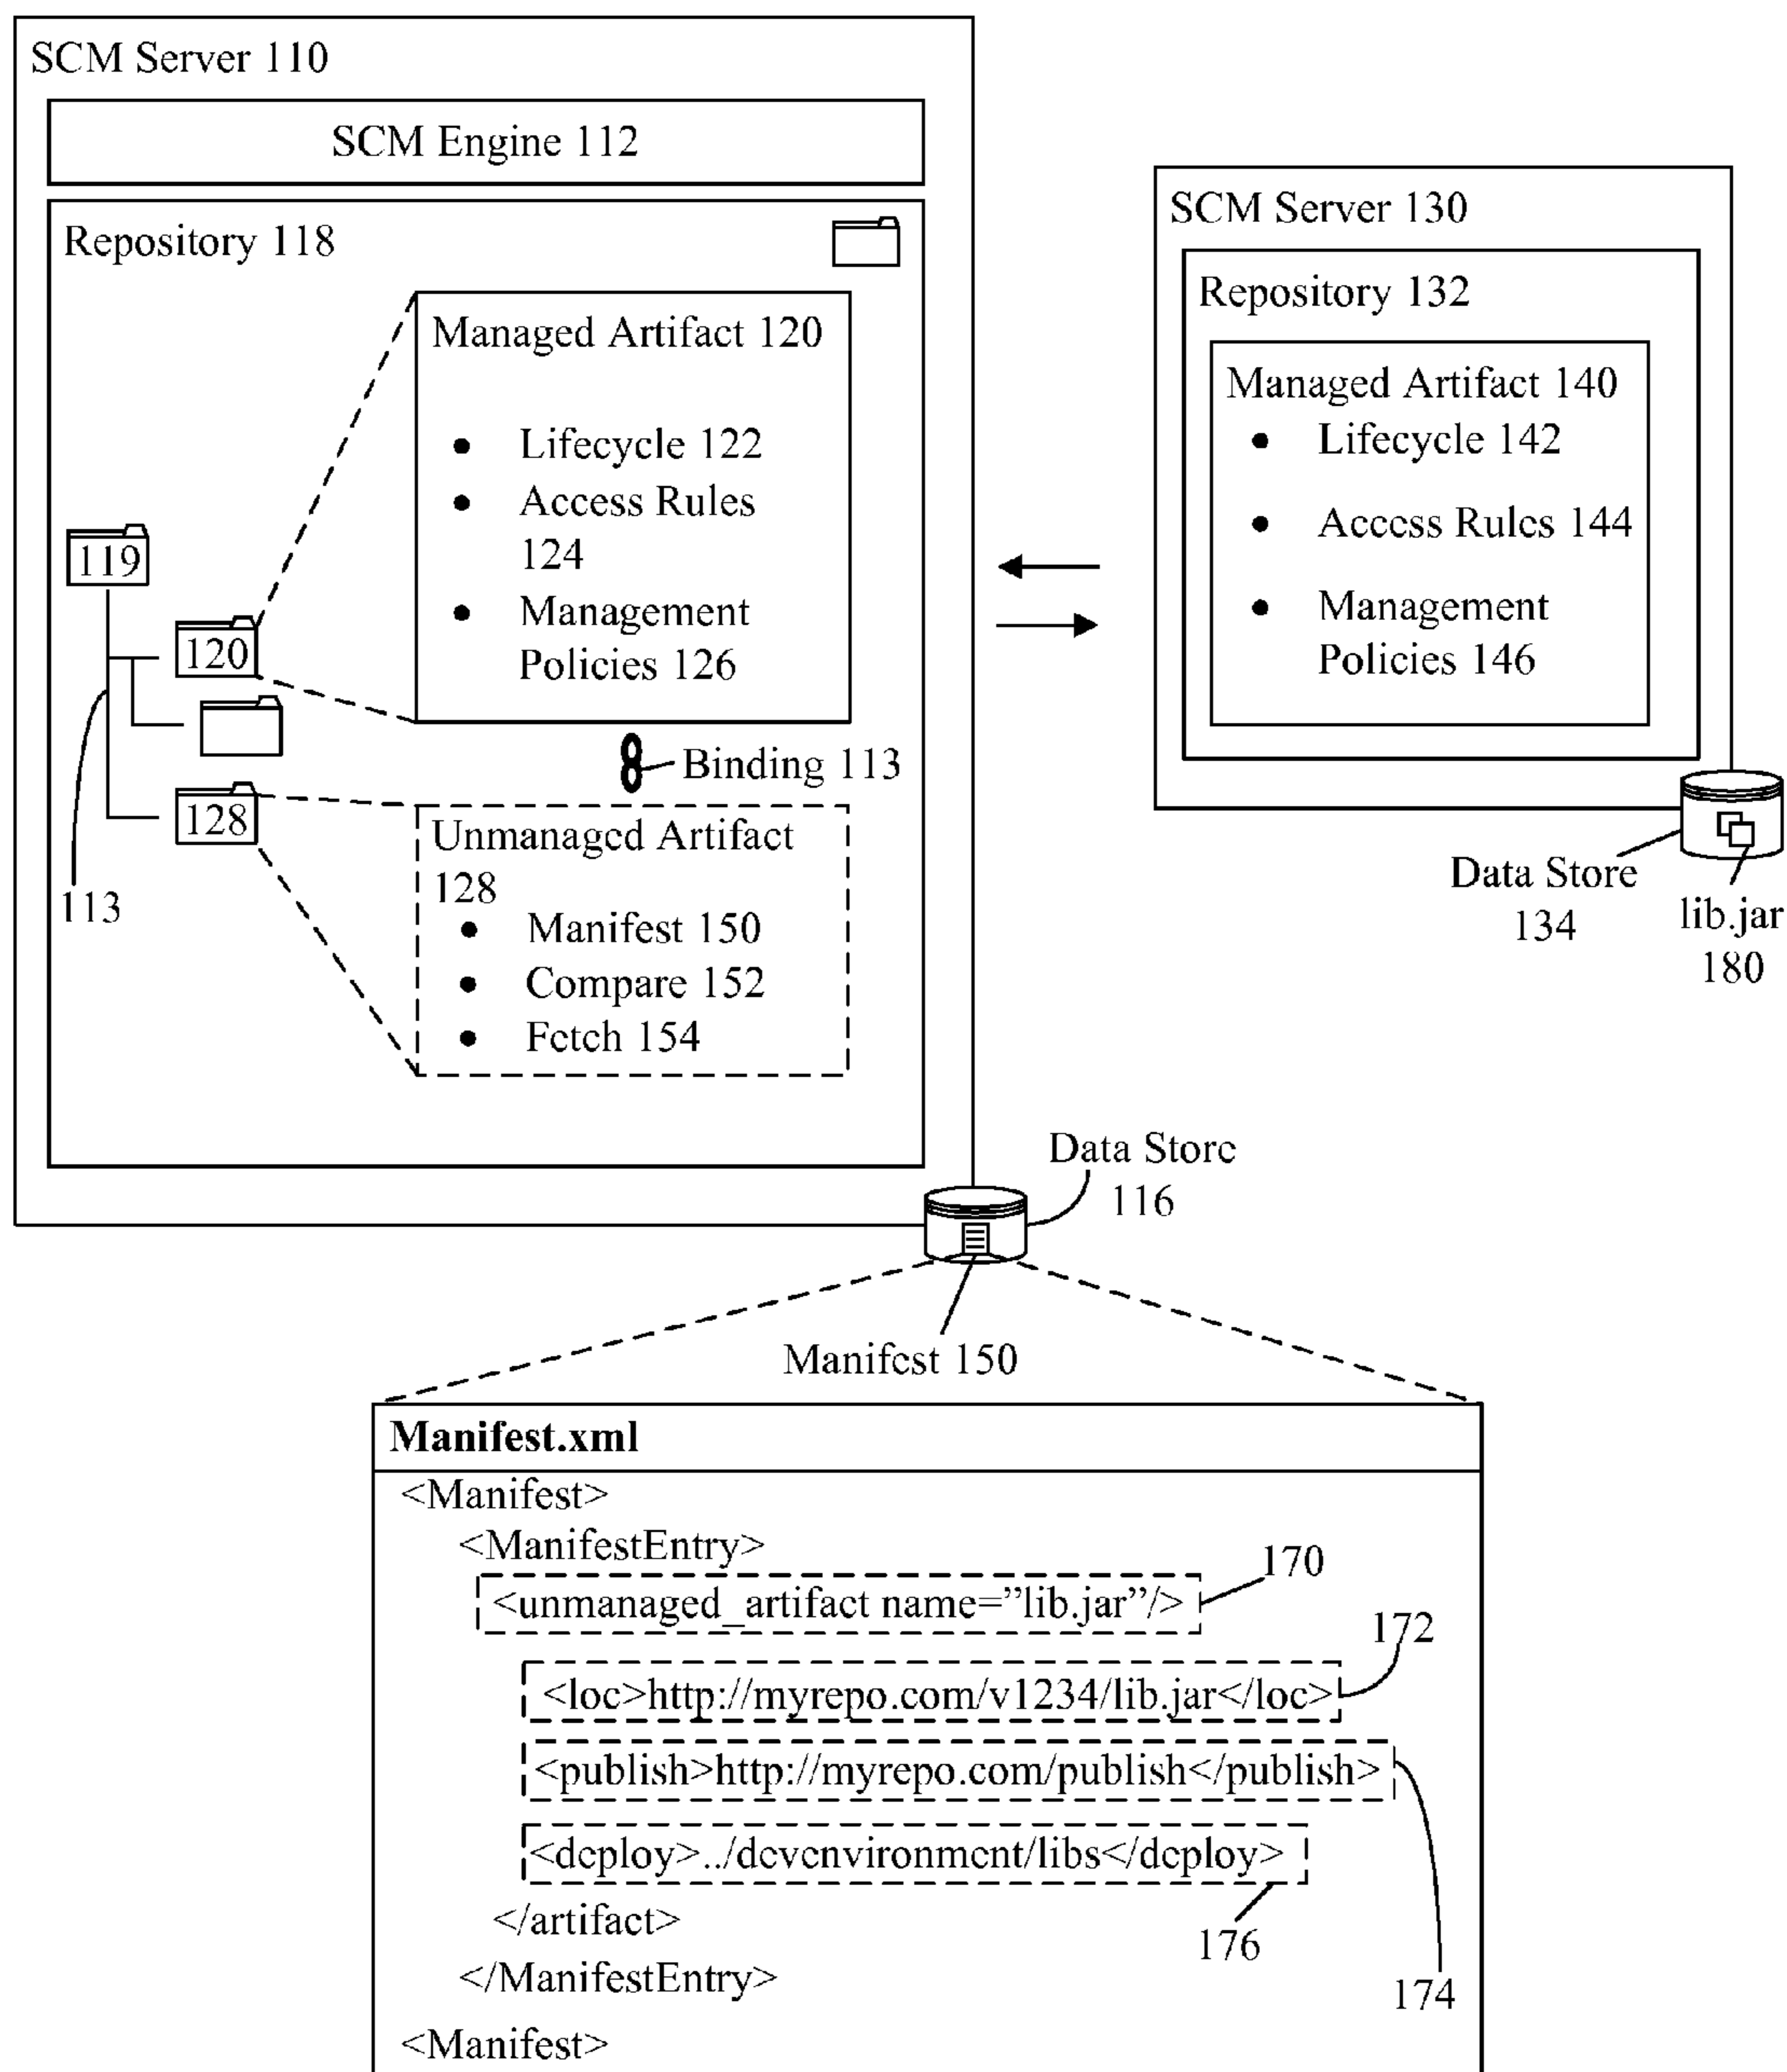 SCM Server 110
SCM Engine 112
Repository 118
Managed Artifact 120
• Lifecycle 122
• Access Rules
124
• Management
Policies 126
119
120
128
113
Binding 113
Unmanaged Artifact
128
• Manifest 150
• Compare 152
• Fetch 154
SCM Server 130
Repository 132
Managed Artifact 140
• Lifecycle 142
• Access Rules 144
• Management
Policies 146
Data Store
134
lib.jar
180
Data Store
116
Manifest 150
Manifest.xml
<Manifest>
<ManifestEntry>
170
<unmanaged_artifact name=”lib.jar”/>
172
<loc>http://myrepo.com/v1234/lib.jar</loc>
<publish>http://myrepo.com/publish</publish>
<deploy>../devenvironment/libs</deploy>
</artifact>
176
</ManifestEntry>
174
<Manifest>